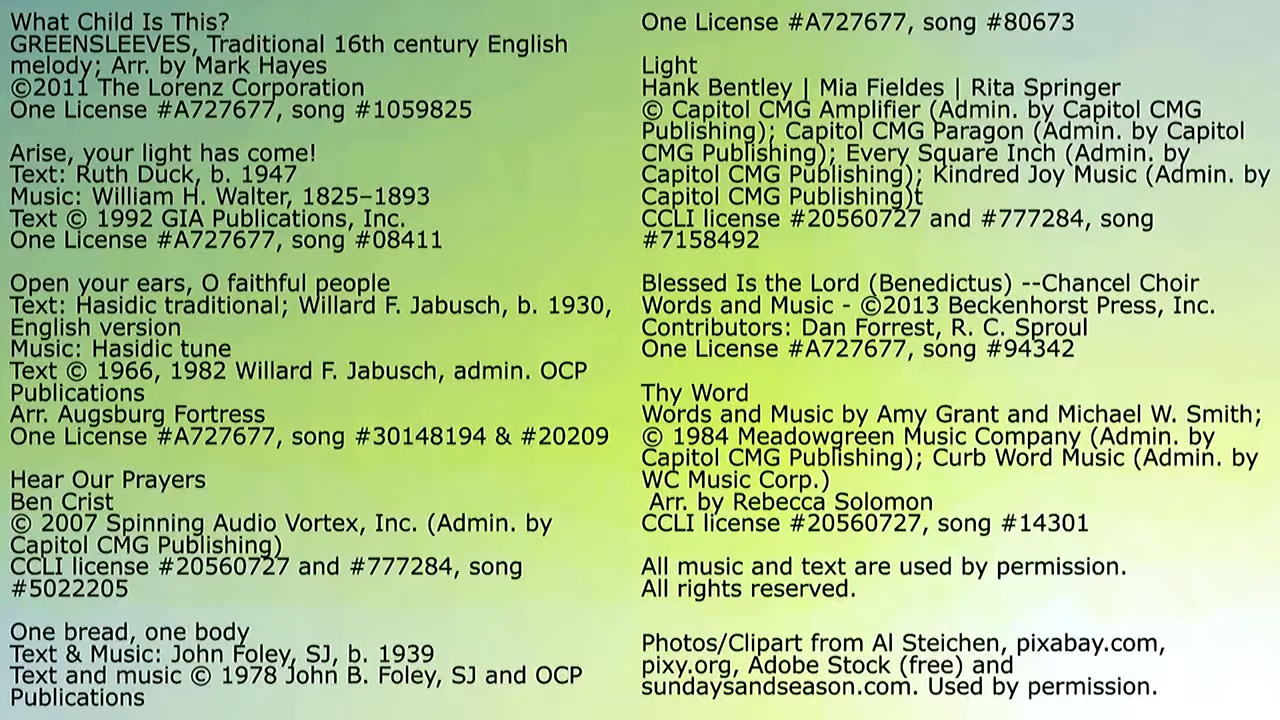 What Child Is This?
GREENSLEEVES, Traditional 16th century English
melody; Arr. by Mark Hayes
©2011 The Lorenz Corporation
One License #A727677, song #1059825
Arise, your light has come!
Text: Ruth Duck, b. 1947
Music: William H. Walter, 1825–1893
Text © 1992 GIA Publications, Inc.
One License #A727677, song #08411
Open your ears, O faithful people
Text: Hasidic traditional; Willard F. Jabusch, b. 1930,
English version
Music: Hasidic tune
Text © 1966, 1982 Willard F. Jabusch, admin. OCP
Publications
Arr. Augsburg Fortress
One License #A727677, song #30148194 & #20209
Hear Our Prayers
Ben Crist
© 2007 Spinning Audio Vortex, Inc. (Admin. by
Capitol CMG Publishing)
CCLI license #20560727 and #777284, song
#5022205
One bread, one body
Text & Music: John Foley, SJ, b. 1939
Text and music © 1978 John B. Foley, SJ and OCP
Publications
One License #A727677, song #80673
Light
Hank Bentley | Mia Fieldes | Rita Springer
© Capitol CMG Amplifier (Admin. by Capitol CMG
Publishing); Capitol CMG Paragon (Admin. by Capitol
CMG Publishing); Every Square Inch (Admin. by
Capitol CMG Publishing); Kindred Joy Music (Admin. by
Capitol CMG Publishing)t
CCLI license #20560727 and #777284, song
#7158492
Blessed Is the Lord (Benedictus) --Chancel Choir
Words and Music - ©2013 Beckenhorst Press, Inc.
Contributors: Dan Forrest, R. C. Sproul
One License #A727677, song #94342
Thy Word
Words and Music by Amy Grant and Michael W. Smith;
© 1984 Meadowgreen Music Company (Admin. by
Capitol CMG Publishing); Curb Word Music (Admin. by
WC Music Corp.)
Arr. by Rebecca Solomon
CCLI license #20560727, song #14301
All music and text are used by permission.
All rights reserved.
Photos/Clipart from Al Steichen, pixabay.com,
pixy.org, Adobe Stock (free) and
sundaysandseason.com. Used by permission.